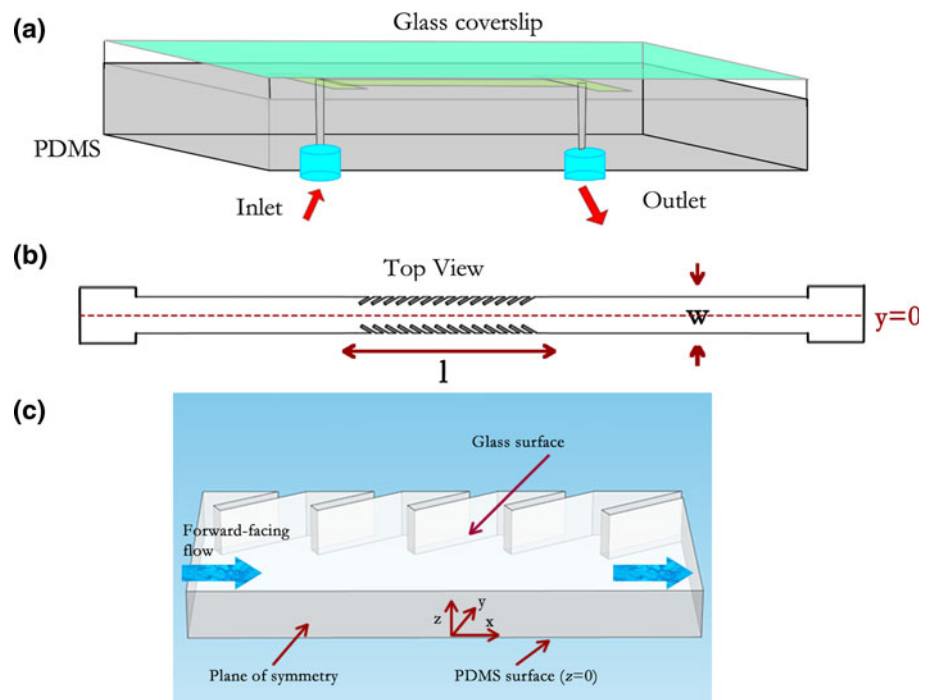 (a)
Glass coverslip
PDMS
Inlet
Outlet
(b)
Top View
w
y=0
l
(c)
Glass surface
Forward-facing
flow
z
y
x
Plane of symmetry
PDMS surface (z=0)